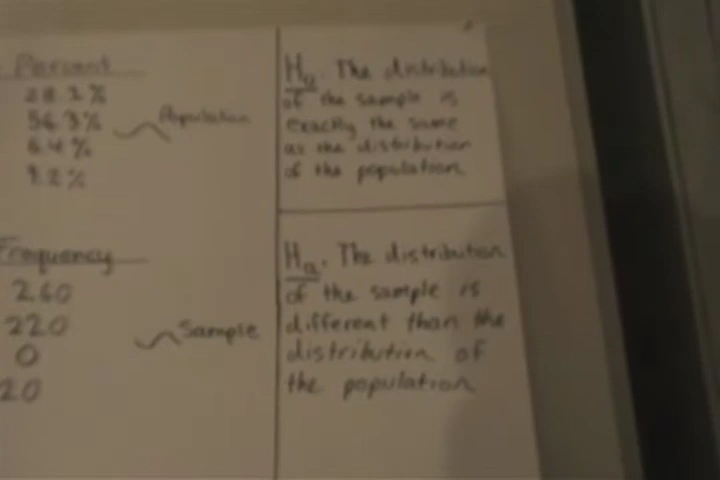 Percent
28.1%
56.3%
6.4%
9.2%
Population
Frequency
260
220
0
20
Sample
Ho. The distribution
of the sample is
exactly the same
as the distribution
of the population.
Ha. The distribution
of the sample is
different than the
distribution of
the population